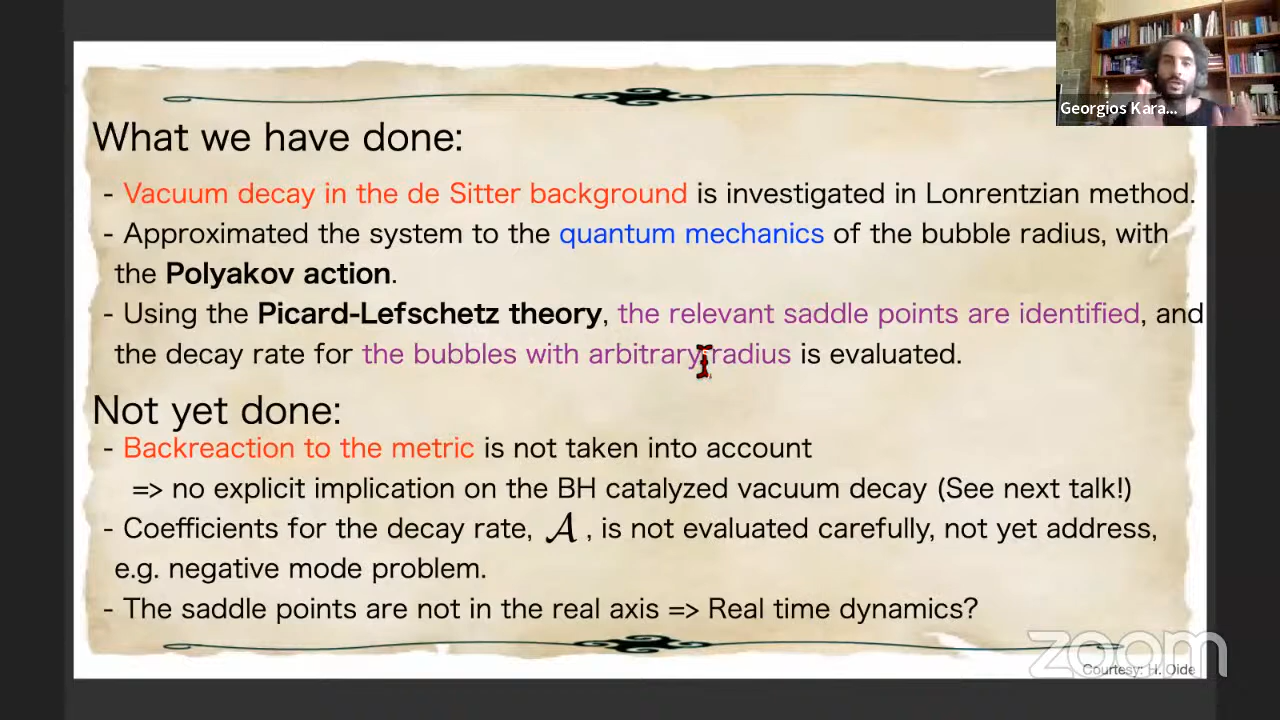 Georgios Kara...
What we have done:
- Vacuum decay in the de Sitter background is investigated in Lonrentzian method.
- Approximated the system to the quantum mechanics of the bubble radius, with
the Polyakov action.
- Using the Picard-Lefschetz theory, the relevant saddle points are identified, and
the decay rate for the bubbles with arbitrary radius is evaluated.
Not yet done:
- Backreaction to the metric is not taken into account
=> no explicit implication on the BH catalyzed vacuum decay (See next talk!)
- Coefficients for the decay rate, 𝒜 , is not evaluated carefully, not yet address,
e.g. negative mode problem.
- The saddle points are not in the real axis => Real time dynamics?
zoom
Courtesy: H. Oide